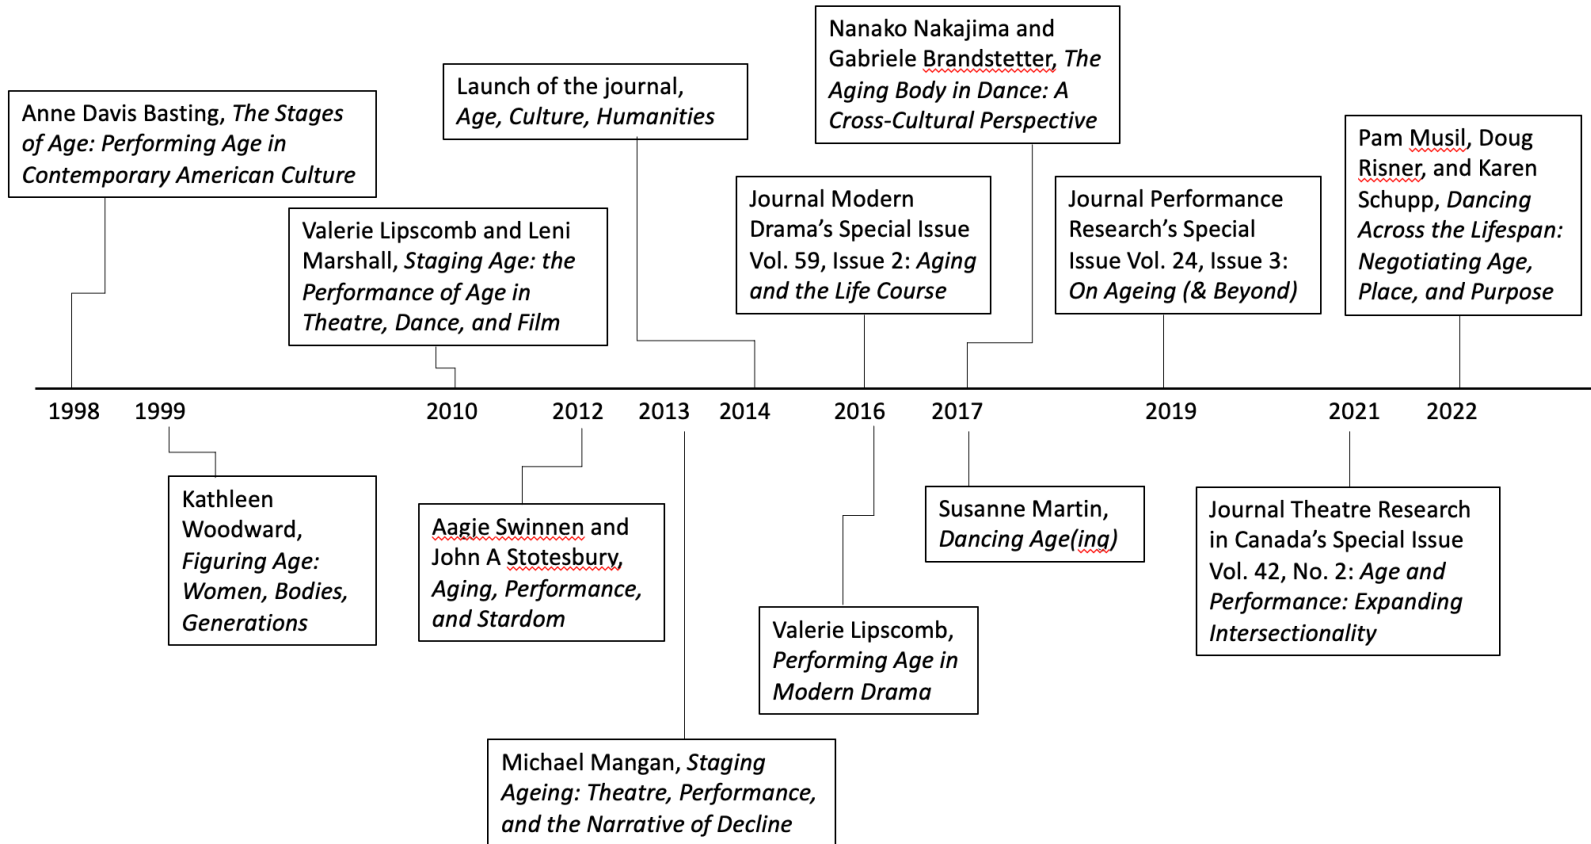 Anne Davis Basting, The Stages
of Age: Performing Age in
Contemporary American Culture
Valerie Lipscomb and Leni
Marshall, Staging Age: the
Performance of Age in
Theatre, Dance, and Film
Launch of the journal,
Age, Culture, Humanities
Journal Modern
Drama’s Special Issue
Vol. 59, Issue 2: Aging
and the Life Course
Nanako Nakajima and
Gabriele Brandstetter, The
Aging Body in Dance: A
Cross-Cultural Perspective
Journal Performance
Research’s Special
Issue Vol. 24, Issue 3:
On Ageing (& Beyond)
Pam Musil, Doug
Risner, and Karen
Schupp, Dancing
Across the Lifespan:
Negotiating Age,
Place, and Purpose
1998 1999 2010 2012 2013 2014 2016 2017 2019 2021 2022
Kathleen
Woodward,
Figuring Age:
Women, Bodies,
Generations
Aagje Swinnen and
John A Stotesbury,
Aging, Performance,
and Stardom
Michael Mangan, Staging
Ageing: Theatre, Performance,
and the Narrative of Decline
Valerie Lipscomb,
Performing Age in
Modern Drama
Susanne Martin,
Dancing Age(ing)
Journal Theatre Research
in Canada’s Special Issue
Vol. 42, No. 2: Age and
Performance: Expanding
Intersectionality